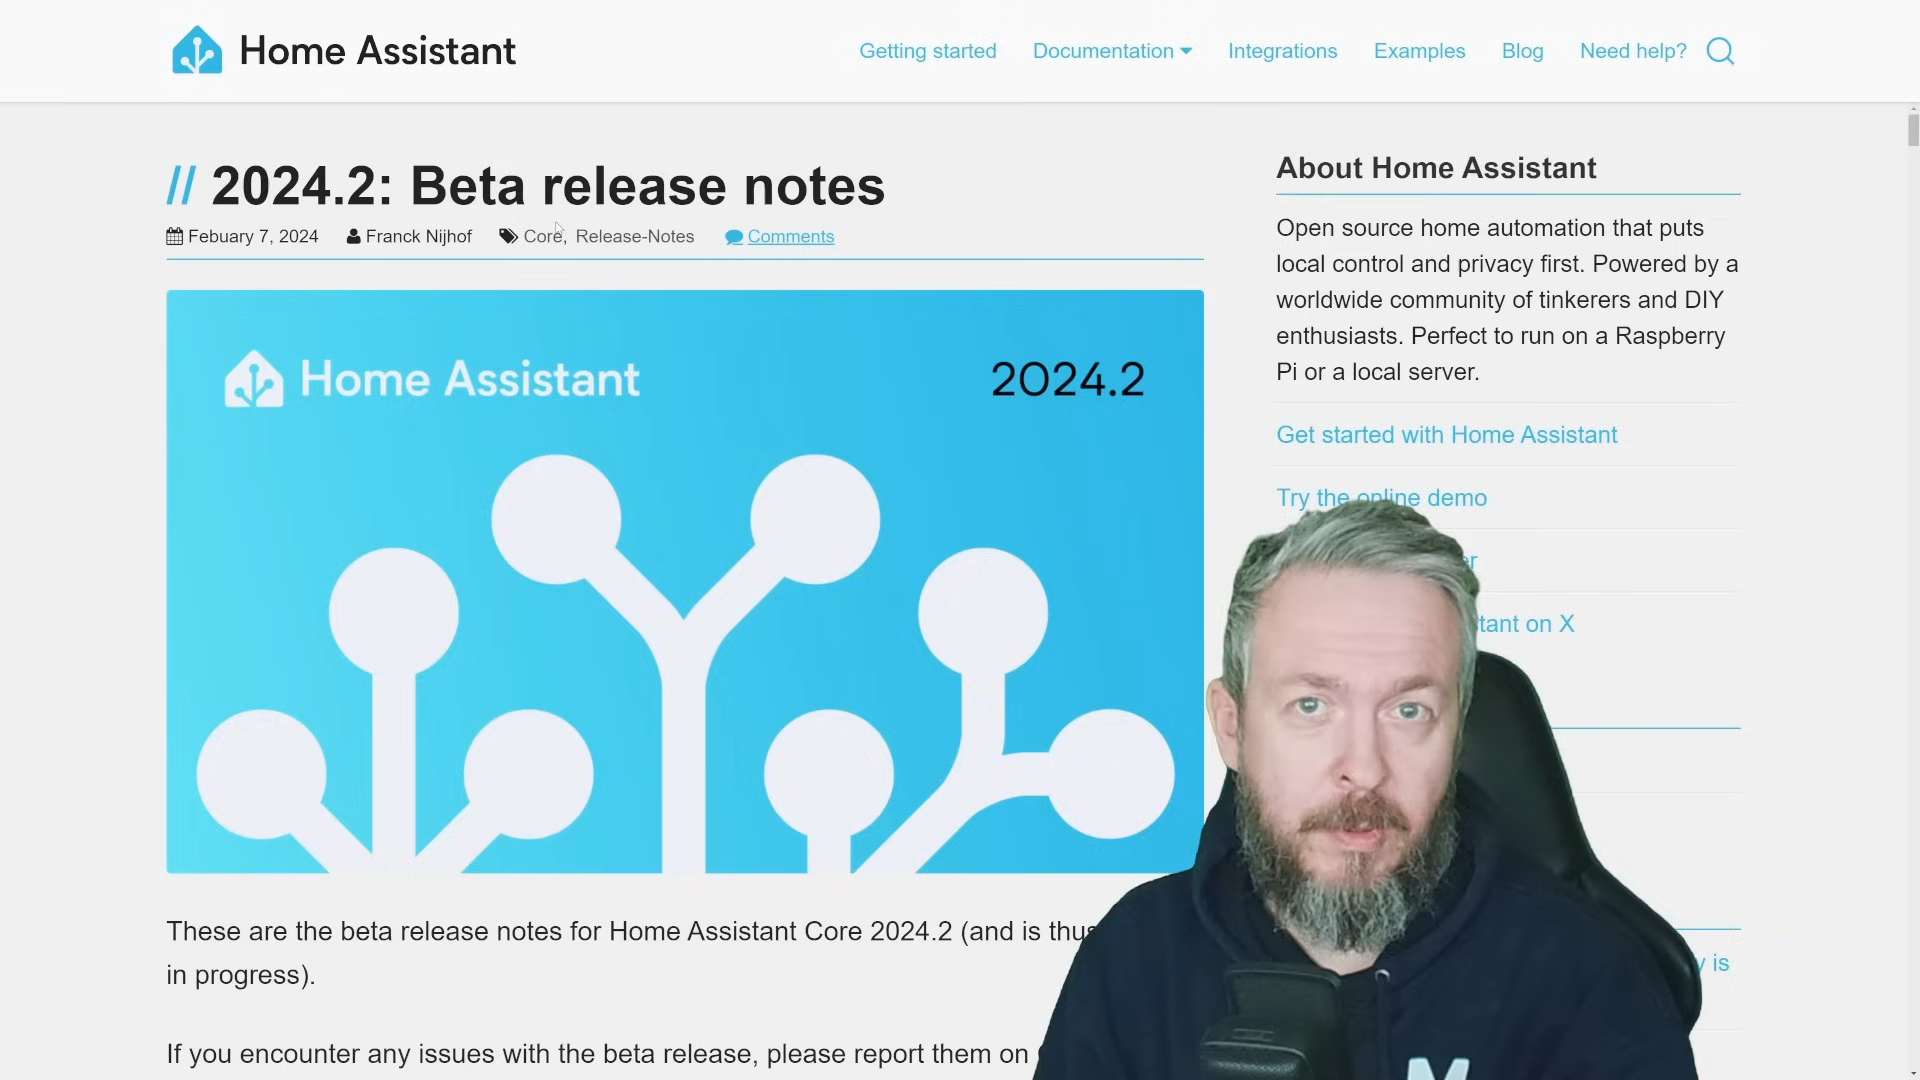 Home Assistant
Getting started Documentation Integrations Examples Blog Need help?
// 2024.2: Beta release notes
Febuary 7, 2024 Franck Nijhof Core, Release-Notes Comments
Home Assistant 2024.2
These are the beta release notes for Home Assistant Core 2024.2 (and is thus
in progress).
If you encounter any issues with the beta release, please report them on
About Home Assistant
Open source home automation that puts
local control and privacy first. Powered by a
worldwide community of tinkerers and DIY
enthusiasts. Perfect to run on a Raspberry
Pi or a local server.
Get started with Home Assistant
Try the online demo
on X
is